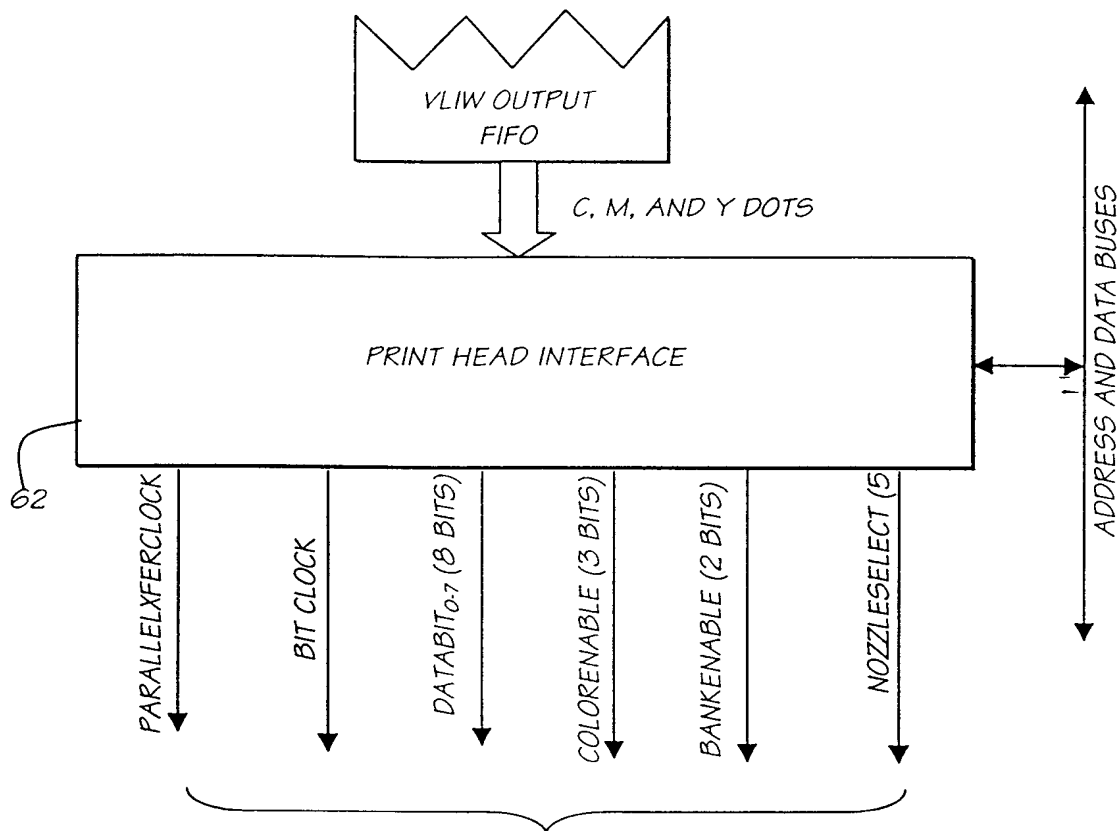 VLIW OUTPUT
FIFO
C, M, AND Y DOTS
PRINT HEAD INTERFACE
ADDRESS AND DATA BUSES
62
PARALLELXFERCLOCK
BIT CLOCK
DATABIT0-7 (8 BITS)
COLORENABLE (3 BITS)
BANKENABLE (2 BITS)
NOZZLESELECT (5